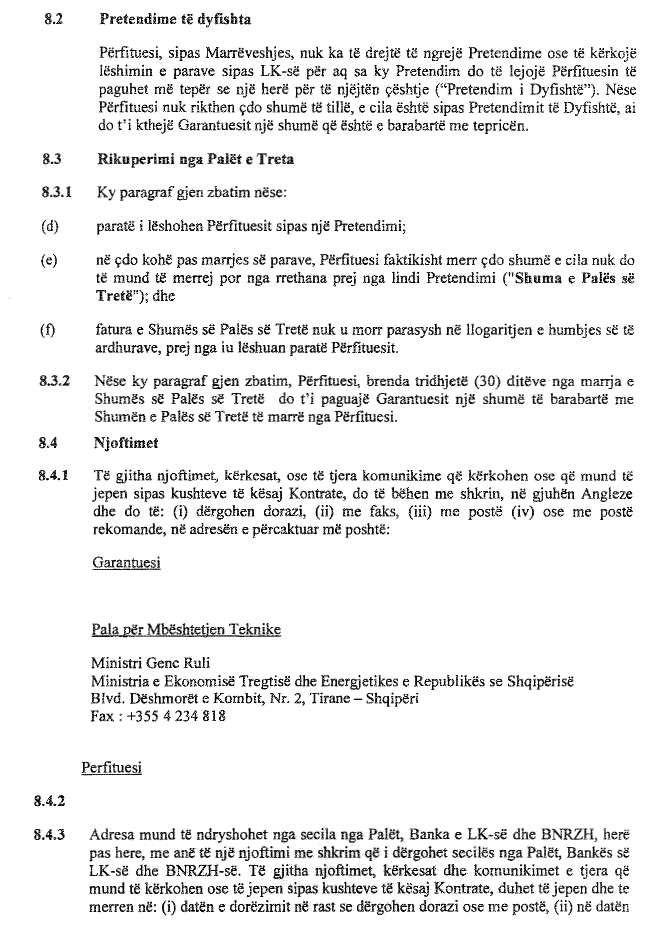 8.2 Pretendime të dyfishta
Përfituesi, sipas Marrëveshjes, nuk ka të drejtë të ngrejë Pretendime ose të kërkojë
lëshimin e parave sipas LK-së për aq sa ky Pretendim do të lejojë Përfituesin të
paguhet më tepër se një herë për të njëjtën çështje ("Pretendim i Dyfishtë"). Nëse
Përfituesi nuk rikthen çdo shumë të tillë, e cila është sipas Pretendimit të Dyfishtë, ai
do t'i kthejë Garantuesit një shumë që është e barabartë me tepricën.
8.3 Rikuperimi nga Palët e Treta
8.3.1 Ky paragraf gjen zbatim nëse:
(d) paratë i lëshohen Përfituesit sipas një Pretendimi;
(e) në çdo kohë pas marrjes së parave, Përfituesi faktikisht merr çdo shumë e cila nuk do
të mund të merrej por nga rrethana prej nga lindi Pretendimi ("Shuma e Palës së
Tretë"); dhe
(f) fatura e Shumës së Palës së Tretë nuk u morr parasysh në llogaritjen e humbjes së të
ardhurave, prej nga iu lëshuan paratë Përfituesit.
8.3.2 Nëse ky paragraf gjen zbatim, Përfituesi, brenda tridhjetë (30) ditëve nga marrja e
Shumës së Palës së Tretë do t'i paguajë Garantuesit një shumë të barabartë me
Shumën e Palës së Tretë të marrë nga Përfituesi.
8.4 Njoftimet
8.4.1 Të gjitha njoftimet, kërkesat, ose të tjera komunikime që kërkohen ose që mund të
jepen sipas kushteve të kësaj Kontrate, do të bëhen me shkrin, në gjuhën Angleze
dhe do të: (i) dërgohen dorazi, (ii) me faks, (iii) me postë (iv) ose me postë
rekomande, në adresën e përcaktuar më poshtë:
Garantuesi
Pala për Mbështetjen Teknike
Ministri Genc Ruli
Ministria e Ekonomisë Tregtisë dhe Energjetikes e Republikës se Shqipërisë
Blvd. Dëshmorët e Kombit, Nr. 2, Tirane – Shqipëri
Fax : +355 4 234 818
Perfituesi
8.4.2
8.4.3 Adresa mund të ndryshohet nga secila nga Palët, Banka e LK-së dhe BNRZH, herë
pas here, me anë të një njoftimi me shkrim që i dërgohet secilës nga Palët, Bankës së
LK-së dhe BNRZH-së. Të gjitha njoftimet, kërkesat dhe komunikimet e tjera që
mund të kërkohen ose të jepen sipas kushteve të kësaj Kontrate, duhet të jepen dhe te
merren në: (i) datën e dorëzimit në rast se dërgohen dorazi ose me postë, (ii) në datën